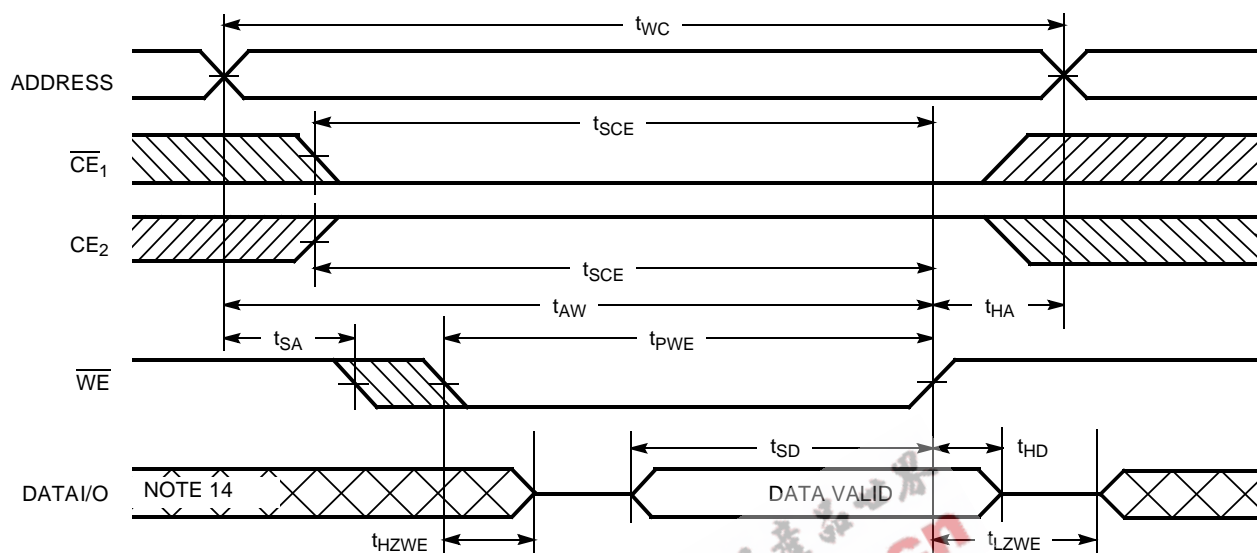 tWC
ADDRESS
tSCE
CE1
CE2
tSCE
tAW
tHA
tSA
tPWE
WE
tSD
tHD
DATAI/O
NOTE 14
DATA VALID
tHZWE
tLZWE